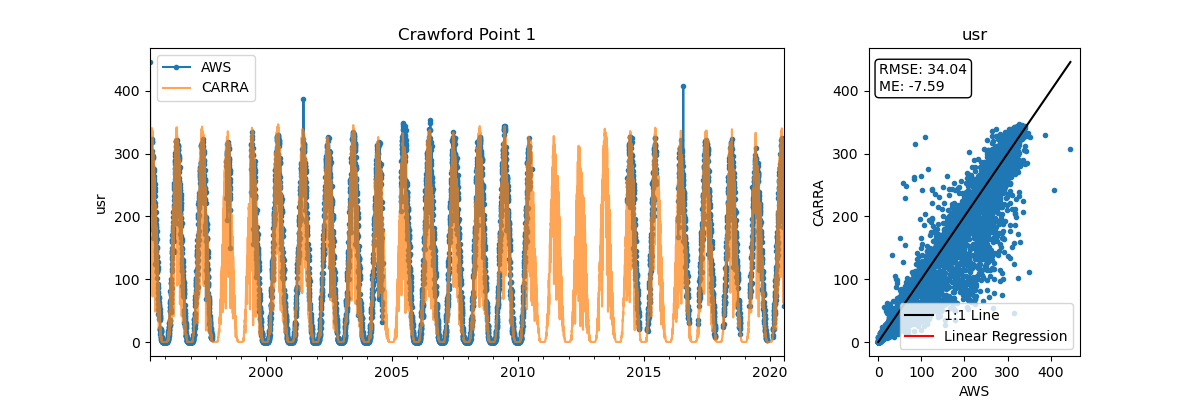 Crawford Point 1
usr
AWS
CARRA
400
300
200
100
0
usr
2000
2005
2010
2015
2020
RMSE: 34.04
ME: -7.59
400
300
200
100
0
CARRA
1:1 Line
Linear Regression
0
100
200
300
400
AWS